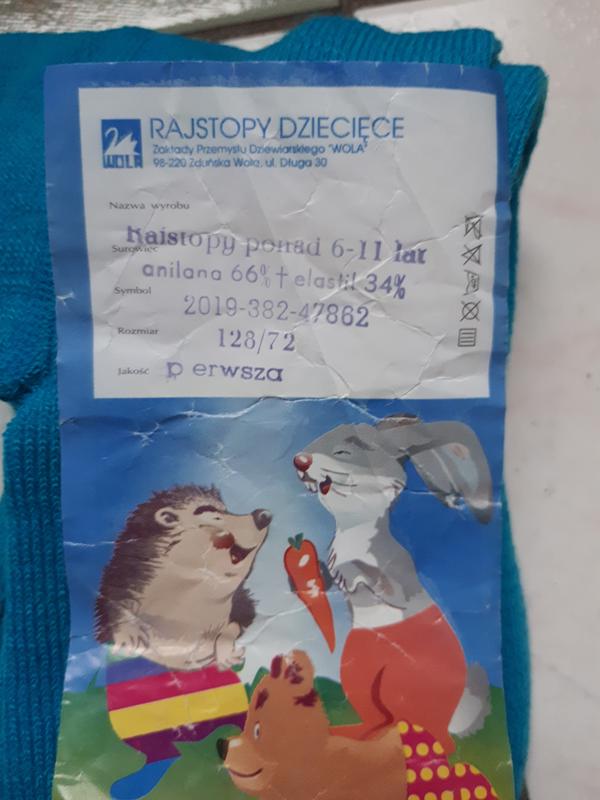 RAJSTOPY DZIECIĘCE
Zakłady Przemysłu Dziewiarskiego "WOLA"
98-220 Zduńska Wola, ul. Długa 30
WOLA
Nazwa wyrobu
Rajstopy ponad 6-11 lat
Surowiec
anilana 66% + elastil 34%
Symbol
2019-382-47862
Rozmiar
128/72
Jakość
p erwsza